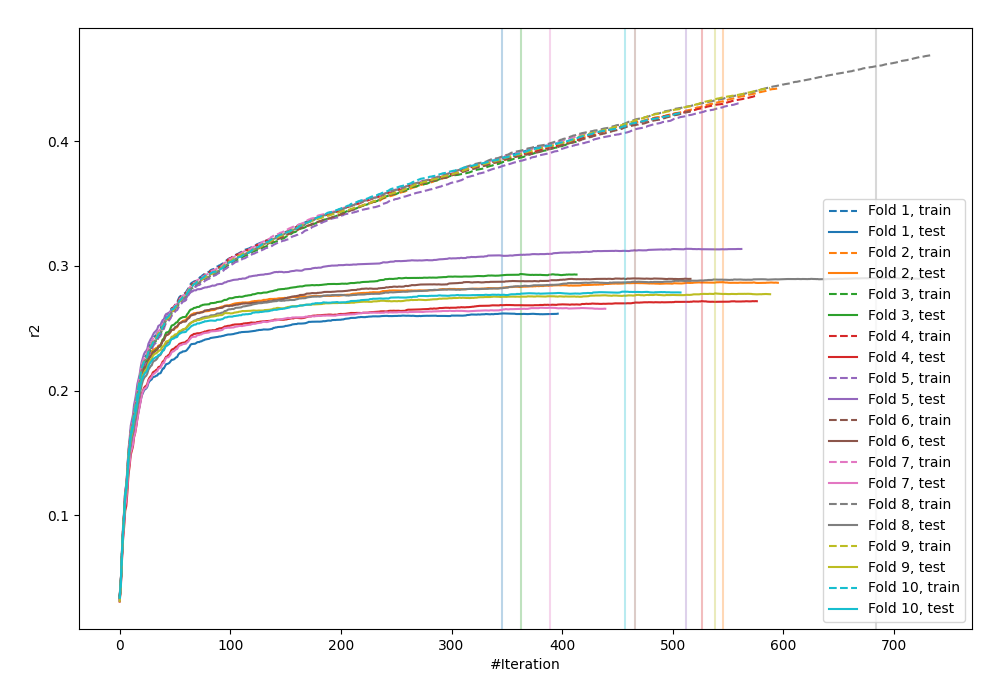 0.4
0.3
0.2
0.1
r2
0 100 200 300 400 500 600 700
#Iteration
Fold 1, train
Fold 1, test
Fold 2, train
Fold 2, test
Fold 3, train
Fold 3, test
Fold 4, train
Fold 4, test
Fold 5, train
Fold 5, test
Fold 6, train
Fold 6, test
Fold 7, train
Fold 7, test
Fold 8, train
Fold 8, test
Fold 9, train
Fold 9, test
Fold 10, train
Fold 10, test